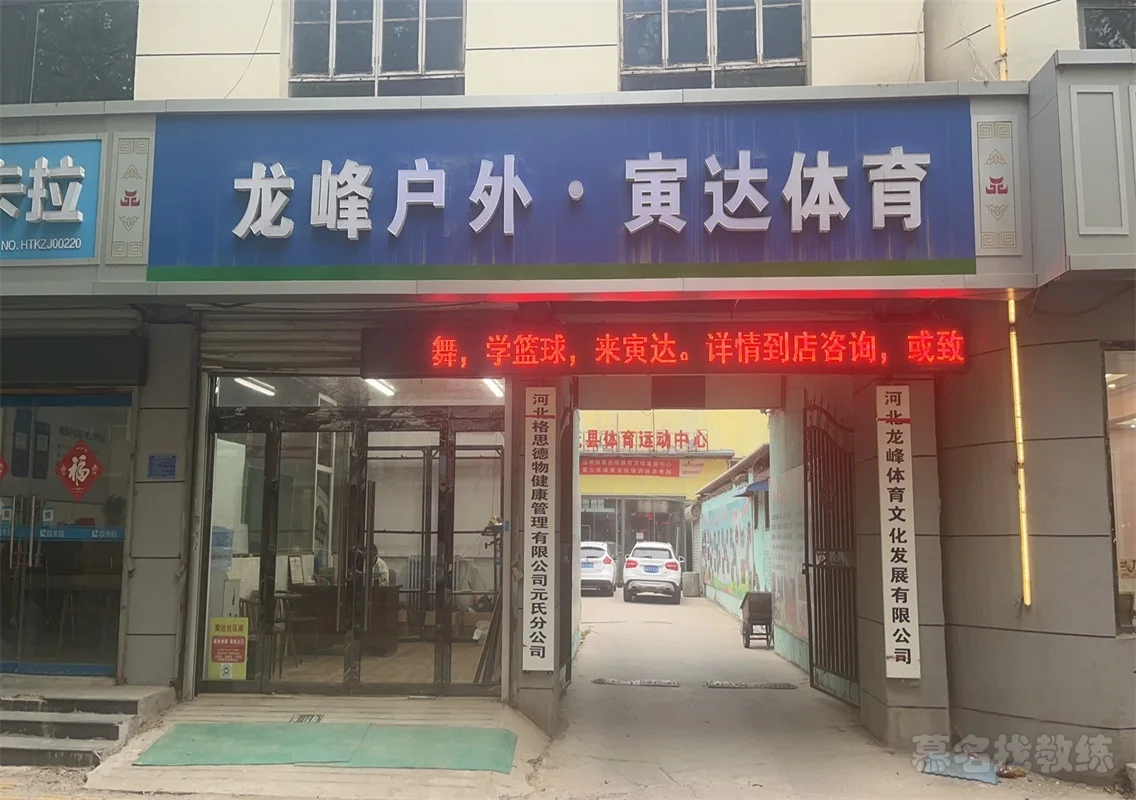 卡拉
NO. HTKZJ00220
龙峰户外·寅达体育
舞，学篮球，来寅达。详情到店咨询，或致
河北格思德物健康管理有限公司元氏分公司
县体育运动中心
河北龙峰体育文化发展有限公司
福
慕名找教练